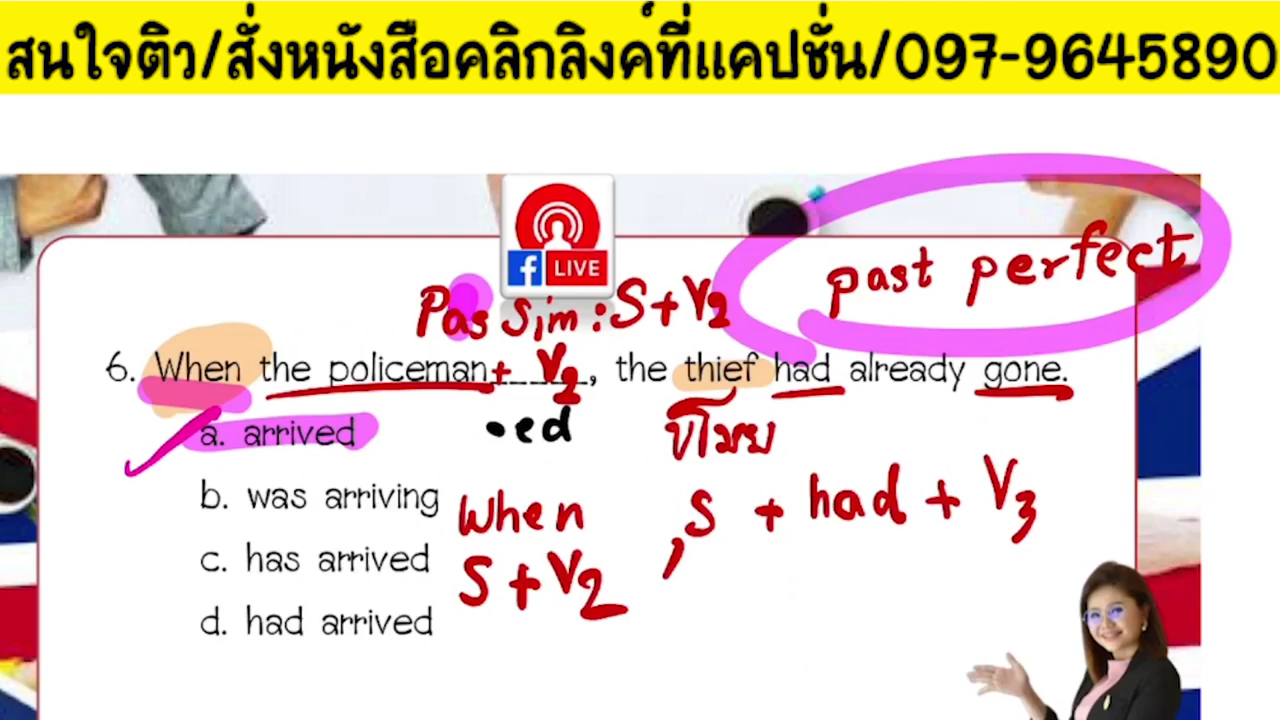 สนใจติว/สั่งหนังสือคลิกลิงค์ที่แคปชั่น/097-9645890
f LIVE
past perfect
Pas Sim : S + V2
6. When the policeman + V2 ______, the thief had already gone.
a. arrived
•ed
ขโมย
b. was arriving
When
S + V2
, S + had + V3
c. has arrived
d. had arrived